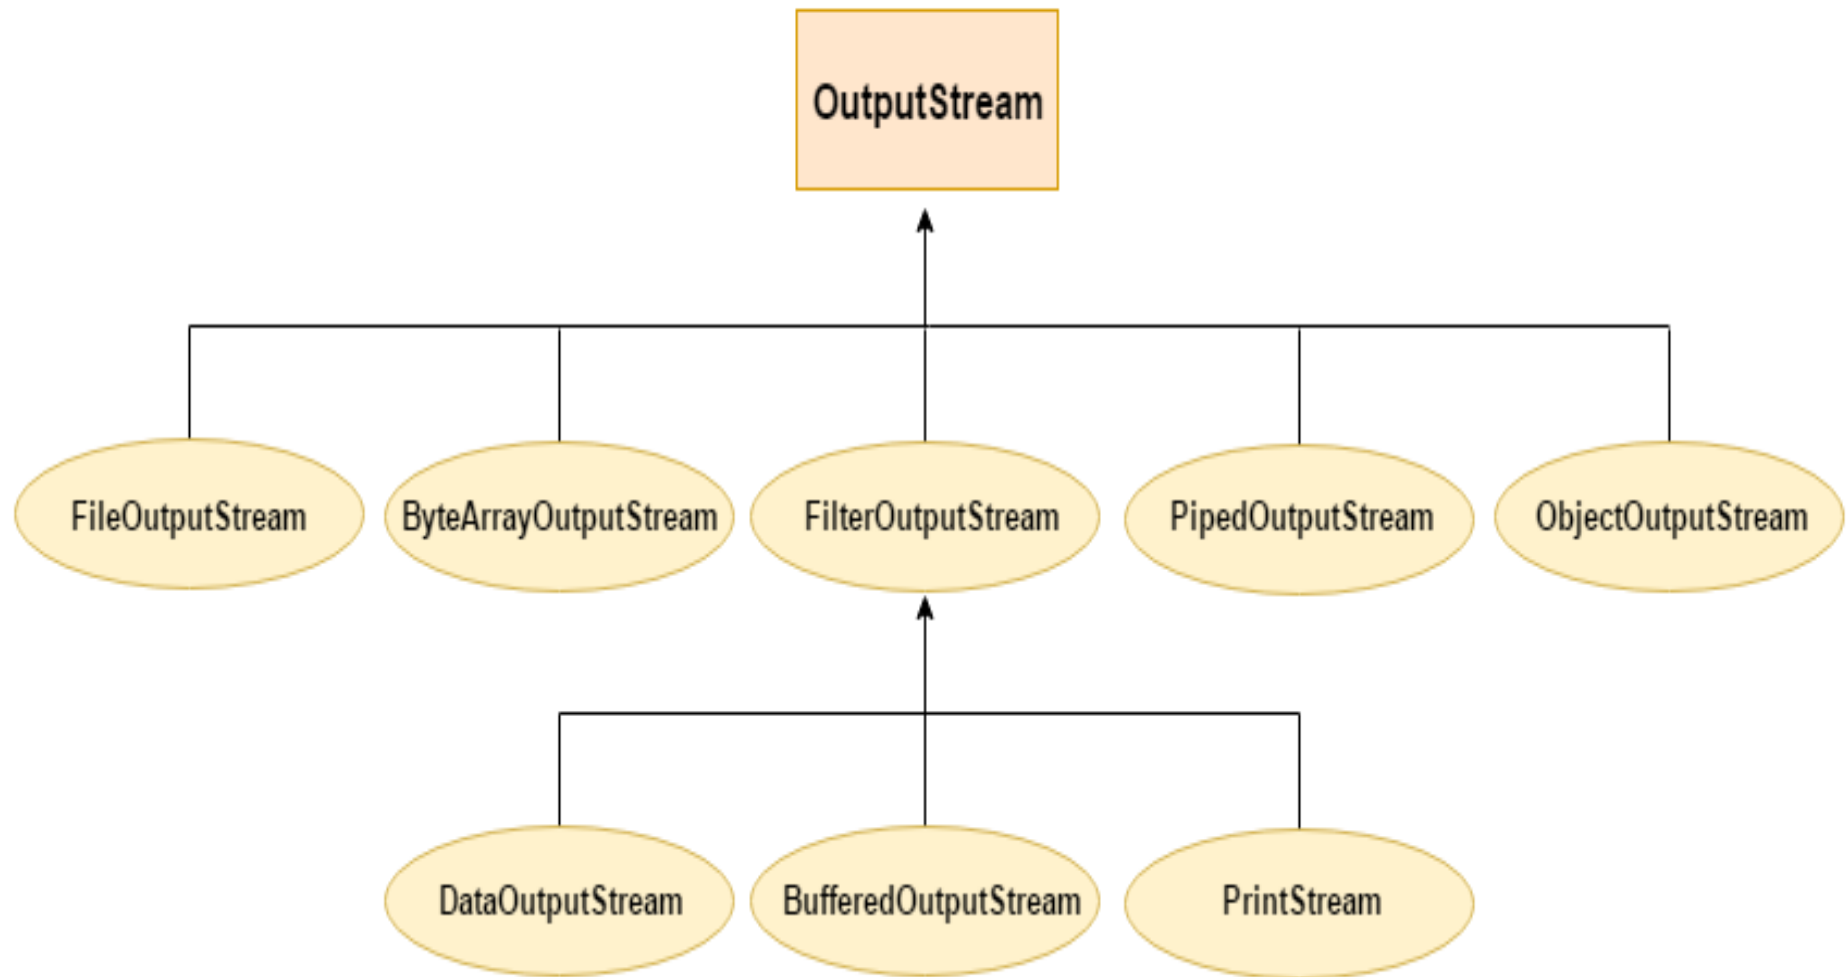 OutputStream
FileOutputStream
ByteArrayOutputStream
FilterOutputStream
PipedOutputStream
ObjectOutputStream
DataOutputStream
BufferedOutputStream
PrintStream